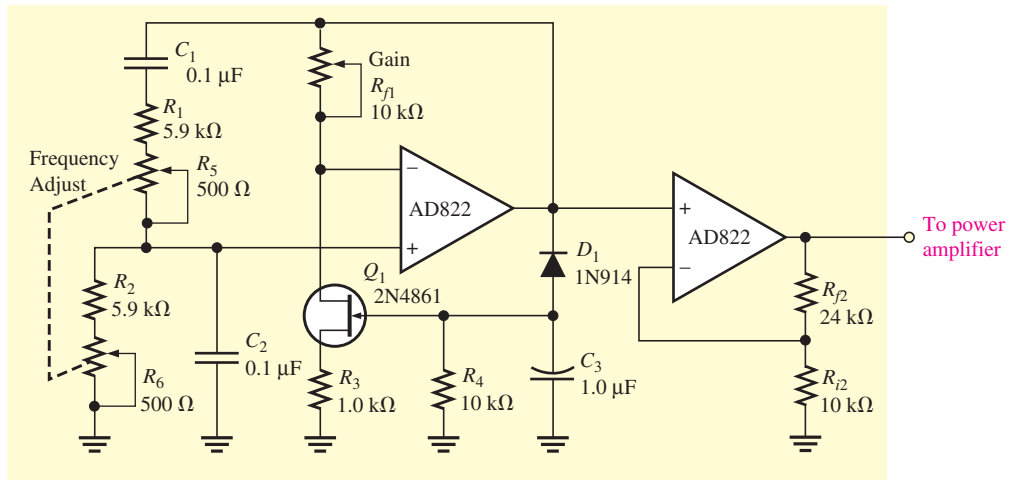 C1
0.1 μF
R1
5.9 kΩ
Frequency
Adjust
R5
500 Ω
Gain
Rf1
10 kΩ
−
+
AD822
R2
5.9 kΩ
R6
500 Ω
C2
0.1 μF
Q1
2N4861
R3
1.0 kΩ
R4
10 kΩ
D1
1N914
C3
1.0 μF
+
−
AD822
Rf2
24 kΩ
Ri2
10 kΩ
To power
amplifier